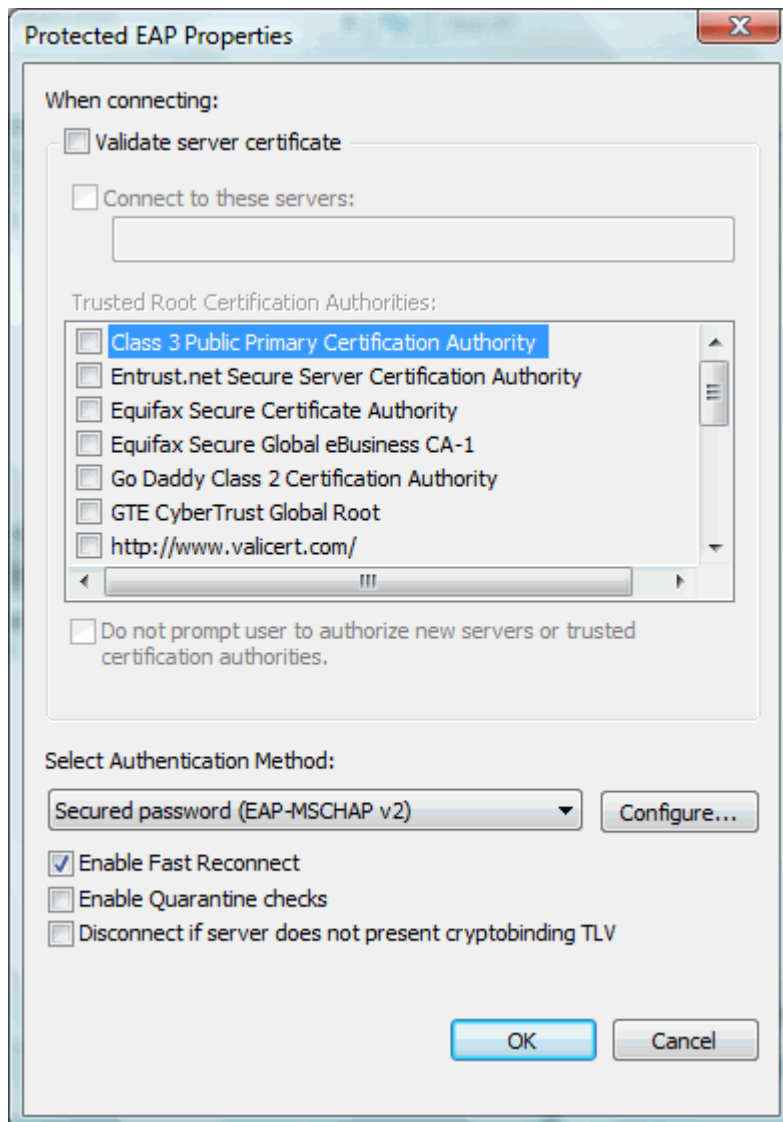 Protected EAP Properties
When connecting:
Validate server certificate
Connect to these servers:
Trusted Root Certification Authorities:
Class 3 Public Primary Certification Authority
Entrust.net Secure Server Certification Authority
Equifax Secure Certificate Authority
Equifax Secure Global eBusiness CA-1
Go Daddy Class 2 Certification Authority
GTE CyberTrust Global Root
http://www.valicert.com/
Do not prompt user to authorize new servers or trusted
certification authorities.
Select Authentication Method:
Secured password (EAP-MSCHAP v2) Configure...
Enable Fast Reconnect
Enable Quarantine checks
Disconnect if server does not present cryptobinding TLV
OK Cancel